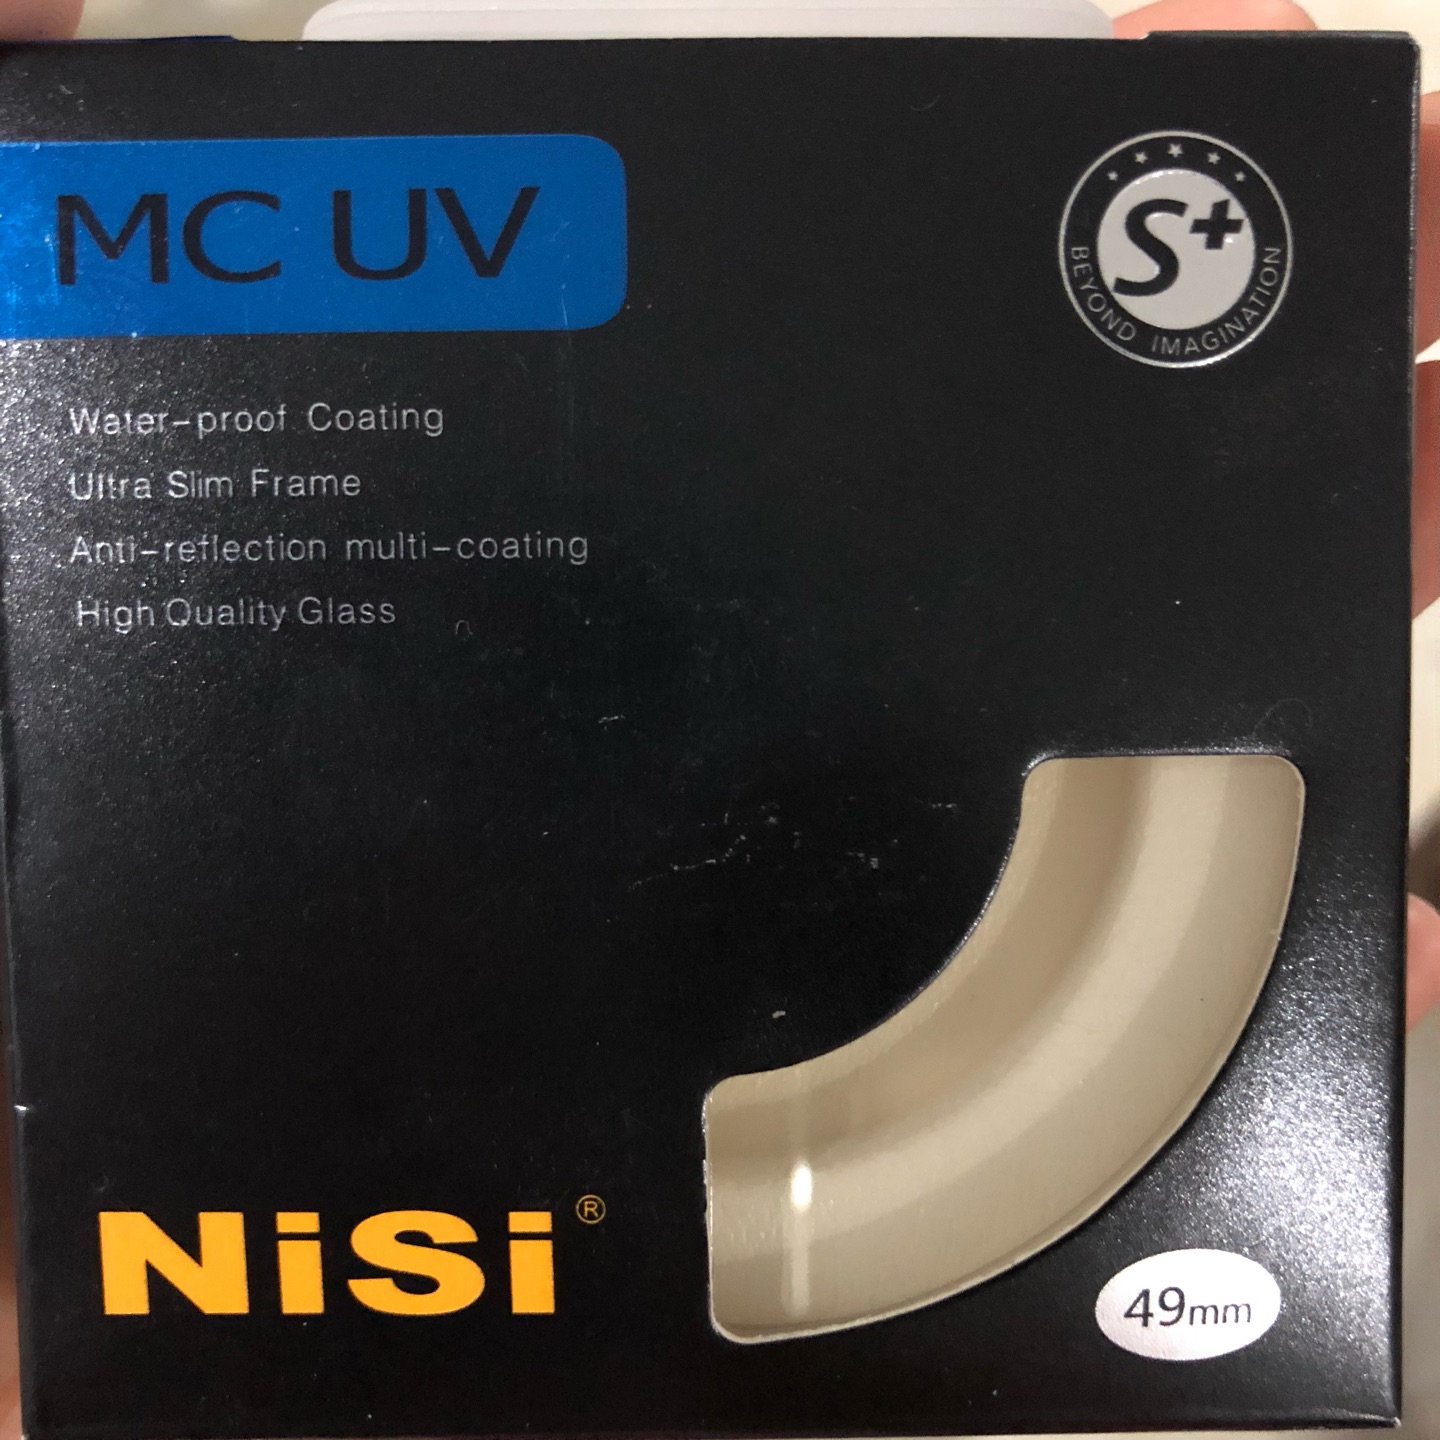 MC UV
S+
BEYOND IMAGINATION
Water-proof Coating
Ultra Slim Frame
Anti-reflection multi-coating
High Quality Glass
NiSi®
49mm